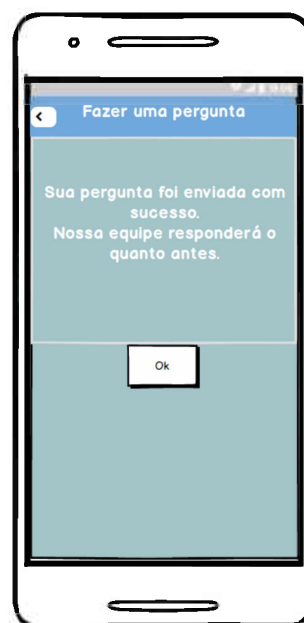 Fazer uma pergunta
Sua pergunta foi enviada com
sucesso.
Nossa equipe responderá o
quanto antes.
Ok